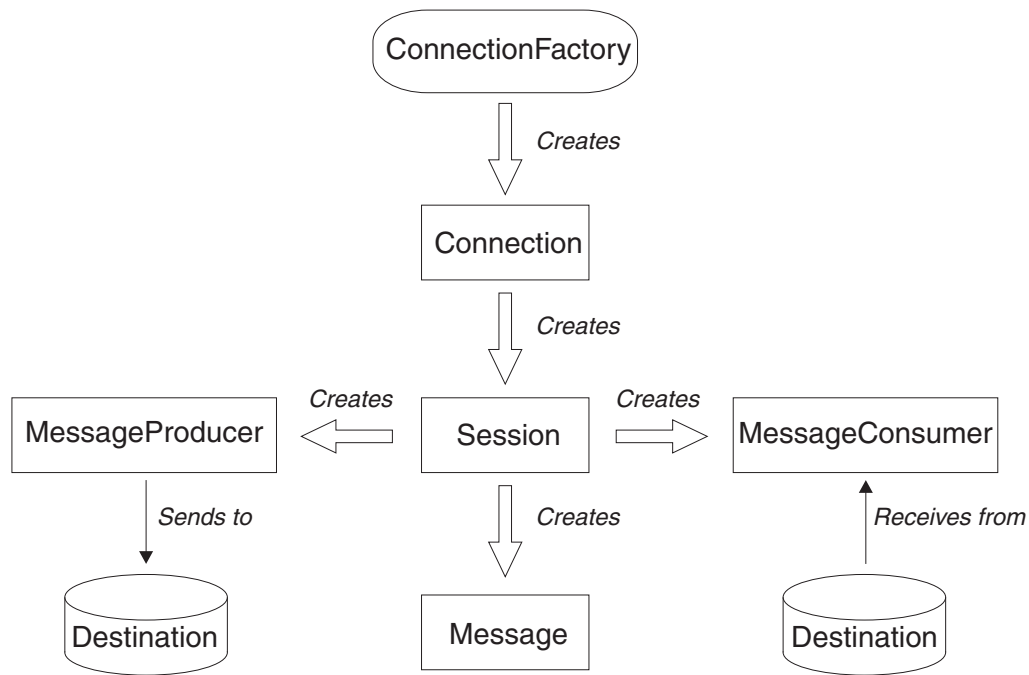 ConnectionFactory
Creates
Connection
Creates
Creates
Creates
MessageProducer
Session
MessageConsumer
Sends to
Creates
Receives from
Destination
Message
Destination